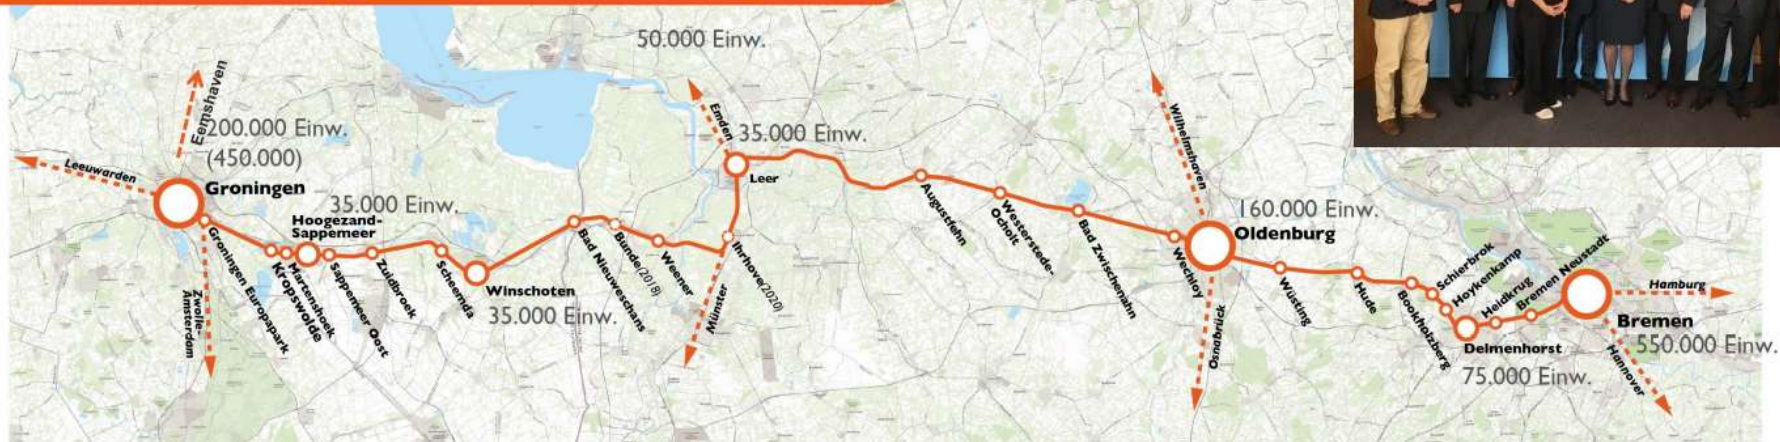 50.000 Einw.
Eemshaven
200.000 Einw.
(450.000)
Leeuwarden
Groningen
35.000 Einw.
Hoogezand-
Sappemeer
Groningen Europapark
Zwolle-
Amsterdam
Kropswolde
Martenshoek
Sappemeer Oost
Zuidbroek
Scheemda
Winschoten
35.000 Einw.
Bad Nieuweschans
Bunde(2018)
Weener
Ihrhove(2020)
Münster
Emden
35.000 Einw.
Leer
Augustfehn
Westerstede-
Ocholt
Bad Zwischenahn
Wechloy
Wilhelmshaven
160.000 Einw.
Oldenburg
Osnabrück
Wüsting
Hude
Bookholzberg
Schierbrok
Hoykenkamp
Delmenhorst
75.000 Einw.
Heidkrug
Bremen Neustadt
Hamburg
Bremen
550.000 Einw.
Hannover